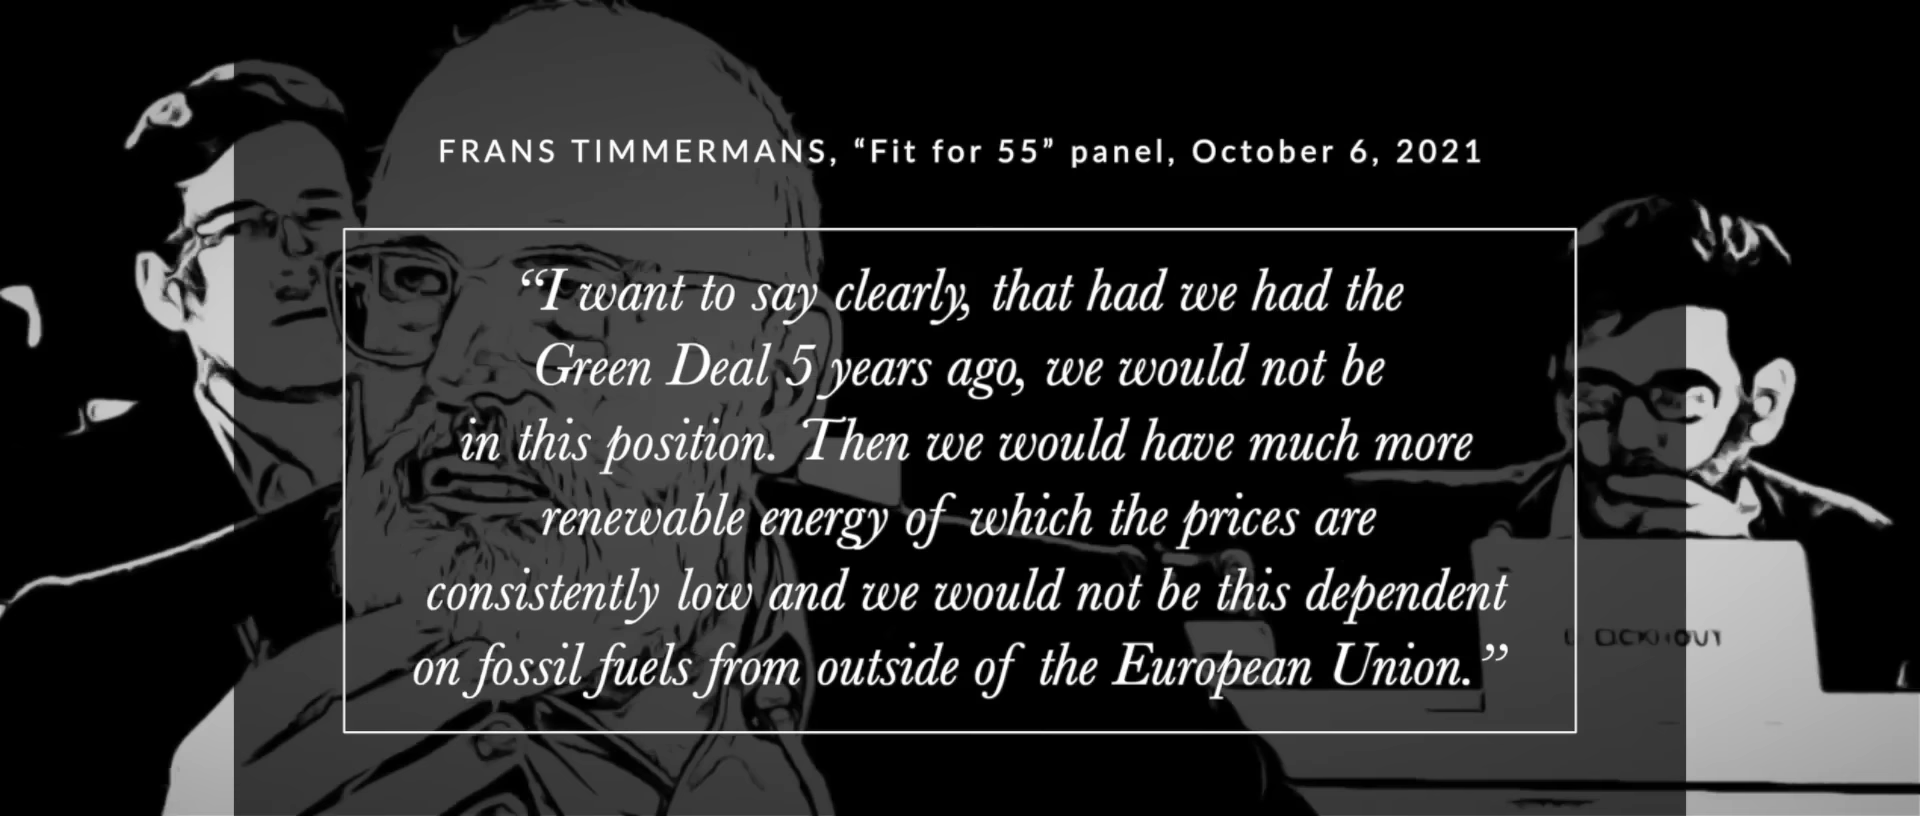 FRANS TIMMERMANS, “Fit for 55” panel, October 6, 2021
“I want to say clearly, that had we had the
Green Deal 5 years ago, we would not be
in this position. Then we would have much more
renewable energy of which the prices are
consistently low and we would not be this dependent
on fossil fuels from outside of the European Union.”